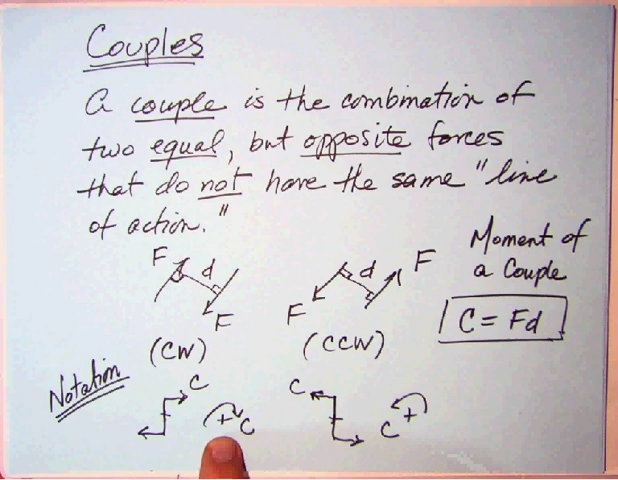 Couples
A couple is the combination of
two equal, but opposite forces
that do not have the same "line
of action."
F d F
F d F
Moment of
a Couple
C = Fd
(CW) (CCW)
Notation
C C C C